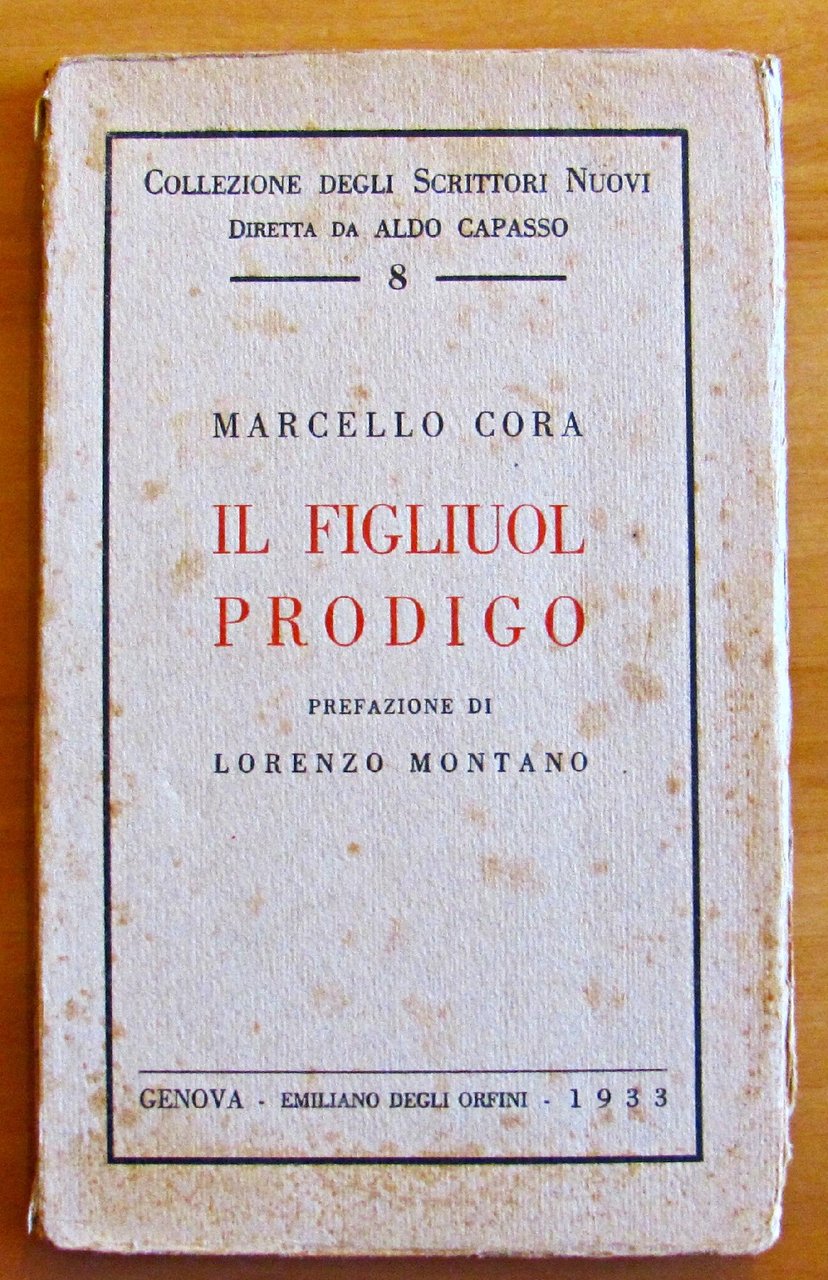 COLLEZIONE DEGLI SCRITTORI NUOVI
DIRETTA DA ALDO CAPASSO
8
MARCELLO CORA
IL FIGLIUOL
PRODIGO
PREFAZIONE DI
LORENZO MONTANO
GENOVA - EMILIANO DEGLI ORFINI - 1933